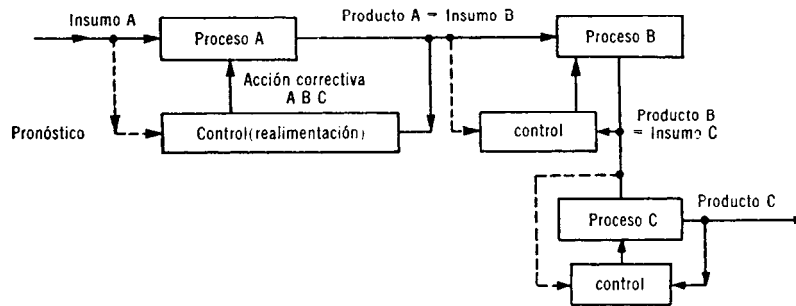 Insumo A
Proceso A
Producto A = Insumo B
Proceso B
Acción correctiva
A B C
Pronóstico
Control (realimentación)
control
Producto B
= Insumo C
Proceso C
Producto C
control